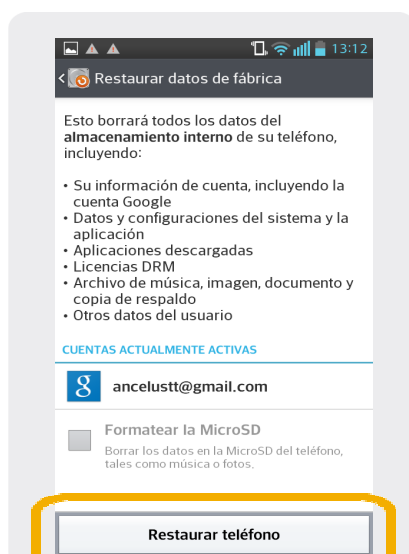 13:12
Restaurar datos de fábrica
Esto borrará todos los datos del
almacenamiento interno de su teléfono,
incluyendo:
• Su información de cuenta, incluyendo la
cuenta Google
• Datos y configuraciones del sistema y la
aplicación
• Aplicaciones descargadas
• Licencias DRM
• Archivo de música, imagen, documento y
copia de respaldo
• Otros datos del usuario
CUENTAS ACTUALMENTE ACTIVAS
g ancelustt@gmail.com
Formatear la MicroSD
Borrar los datos en la MicroSD del teléfono,
tales como música o fotos.
Restaurar teléfono